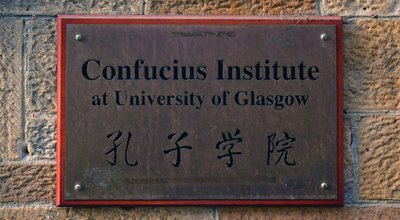 Confucius Institute
at University of Glasgow
孔子学院